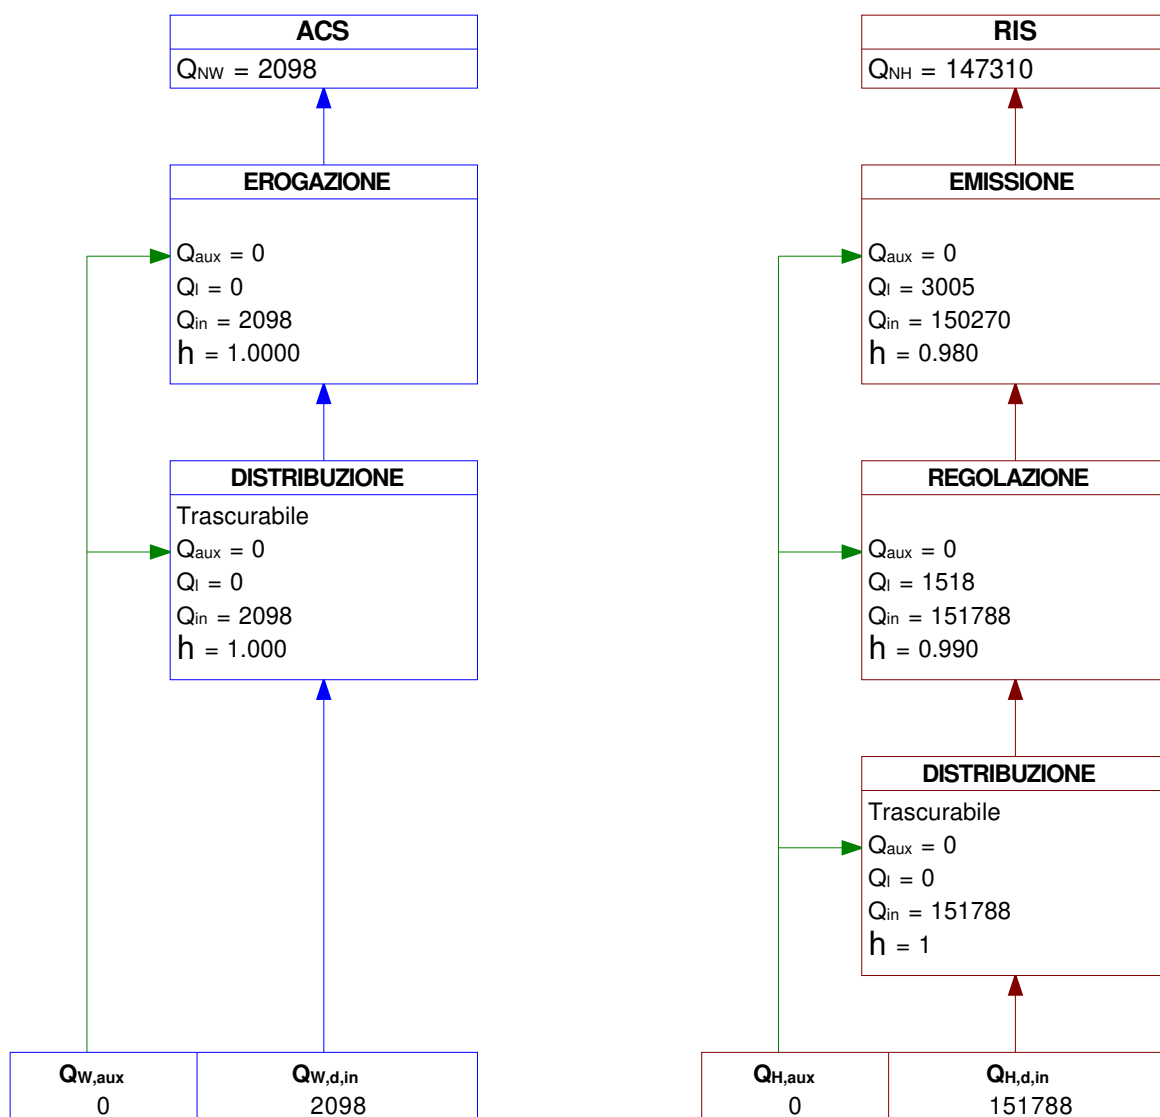 ACS
QNW = 2098
EROGAZIONE
Qaux = 0
Ql = 0
Qin = 2098
h = 1.0000
DISTRIBUZIONE
Trascurabile
Qaux = 0
Ql = 0
Qin = 2098
h = 1.000
QW,aux
0
QW,d,in
2098
RIS
QNH = 147310
EMISSIONE
Qaux = 0
Ql = 3005
Qin = 150270
h = 0.980
REGOLAZIONE
Qaux = 0
Ql = 1518
Qin = 151788
h = 0.990
DISTRIBUZIONE
Trascurabile
Qaux = 0
Ql = 0
Qin = 151788
h = 1
QH,aux
0
QH,d,in
151788